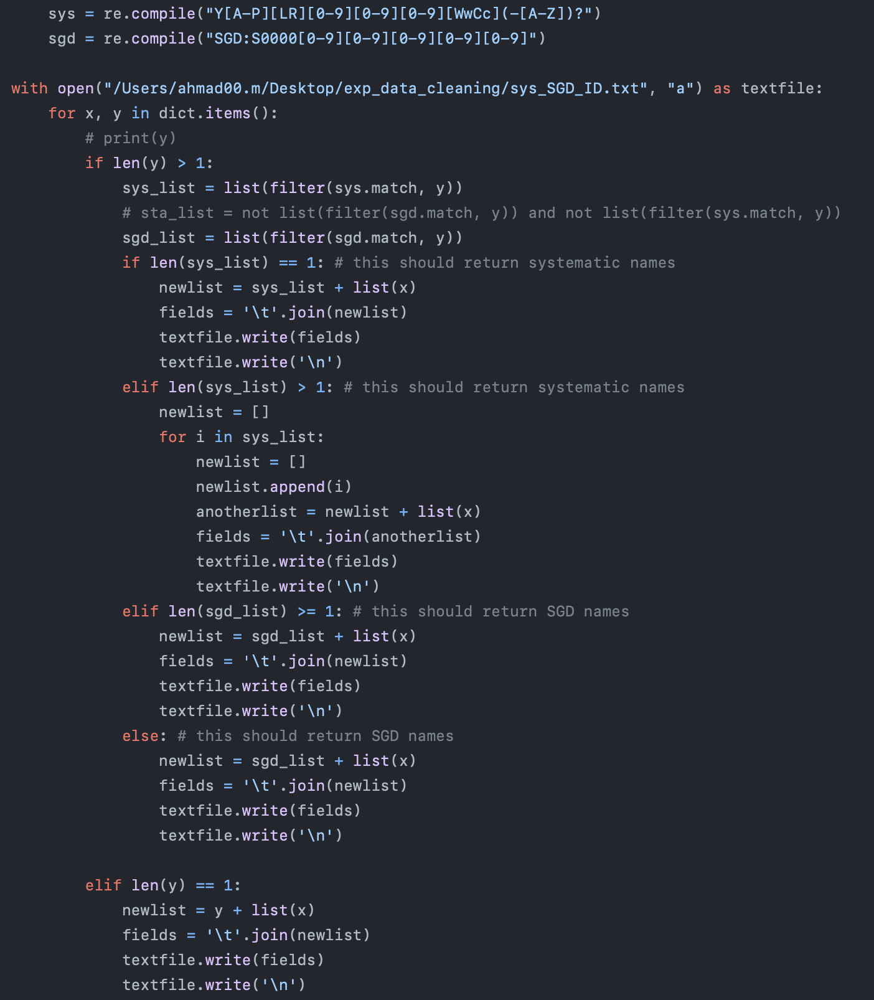 sys = re.compile("Y[A-P][LR][0-9][0-9][0-9][WwCc](-[A-Z])?")
    sgd = re.compile("SGD:S0000[0-9][0-9][0-9][0-9][0-9]")

with open("/Users/ahmad00.m/Desktop/exp_data_cleaning/sys_SGD_ID.txt", "a") as textfile:
    for x, y in dict.items():
        # print(y)
        if len(y) > 1:
            sys_list = list(filter(sys.match, y))
            # sta_list = not list(filter(sgd.match, y)) and not list(filter(sys.match, y))
            sgd_list = list(filter(sgd.match, y))
            if len(sys_list) == 1: # this should return systematic names
                newlist = sys_list + list(x)
                fields = '\t'.join(newlist)
                textfile.write(fields)
                textfile.write('\n')
            elif len(sys_list) > 1: # this should return systematic names
                newlist = []
                for i in sys_list:
                    newlist = []
                    newlist.append(i)
                    anotherlist = newlist + list(x)
                    fields = '\t'.join(anotherlist)
                    textfile.write(fields)
                    textfile.write('\n')
            elif len(sgd_list) >= 1: # this should return SGD names
                newlist = sgd_list + list(x)
                fields = '\t'.join(newlist)
                textfile.write(fields)
                textfile.write('\n')
            else: # this should return SGD names
                newlist = sgd_list + list(x)
                fields = '\t'.join(newlist)
                textfile.write(fields)
                textfile.write('\n')

        elif len(y) == 1:
            newlist = y + list(x)
            fields = '\t'.join(newlist)
            textfile.write(fields)
            textfile.write('\n')